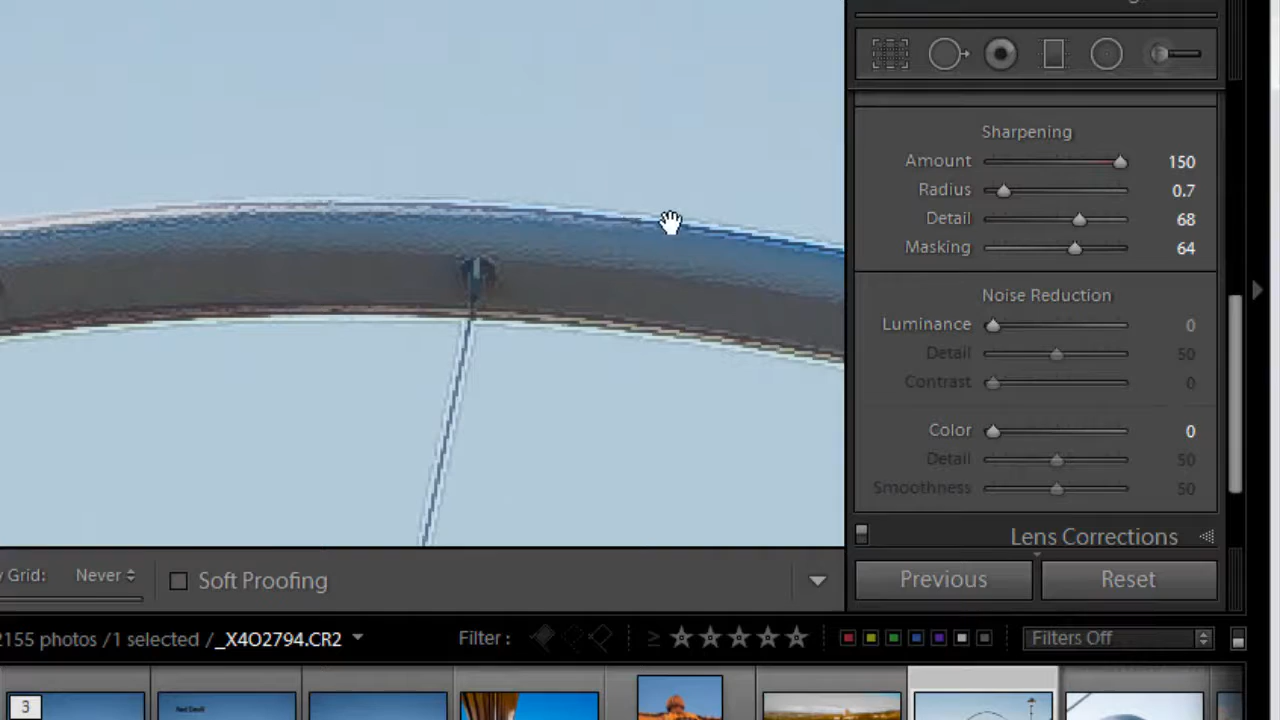 Sharpening
Amount 150
Radius 0.7
Detail 68
Masking 64
Noise Reduction
Luminance 0
Detail 50
Contrast 0
Color 0
Detail 50
Smoothness 50
Lens Corrections
Previous Reset
Grid: Never Soft Proofing
2155 photos / 1 selected / _X4O2794.CR2 Filter : ≥ Filters Off
3